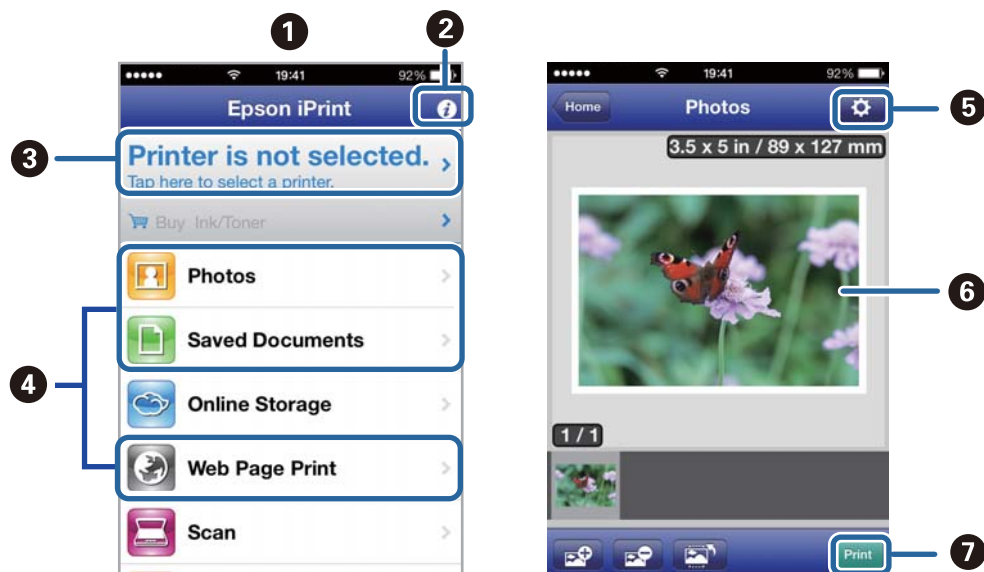 1
2
19:41
92%
Epson iPrint
3
Printer is not selected.
Tap here to select a printer.
Buy Ink/Toner
Photos
Saved Documents
4
Online Storage
Web Page Print
Scan
19:41
92%
Home
Photos
5
3.5 x 5 in / 89 x 127 mm
6
1 / 1
Print
7